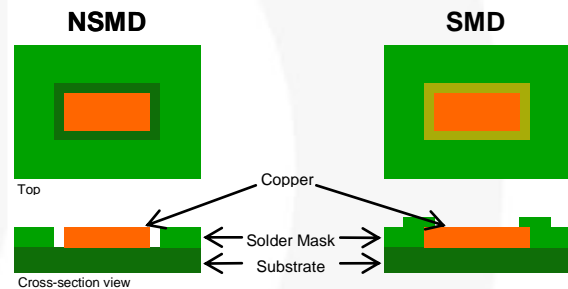 NSMD
SMD
Top
Copper
Solder Mask
Substrate
Cross-section view